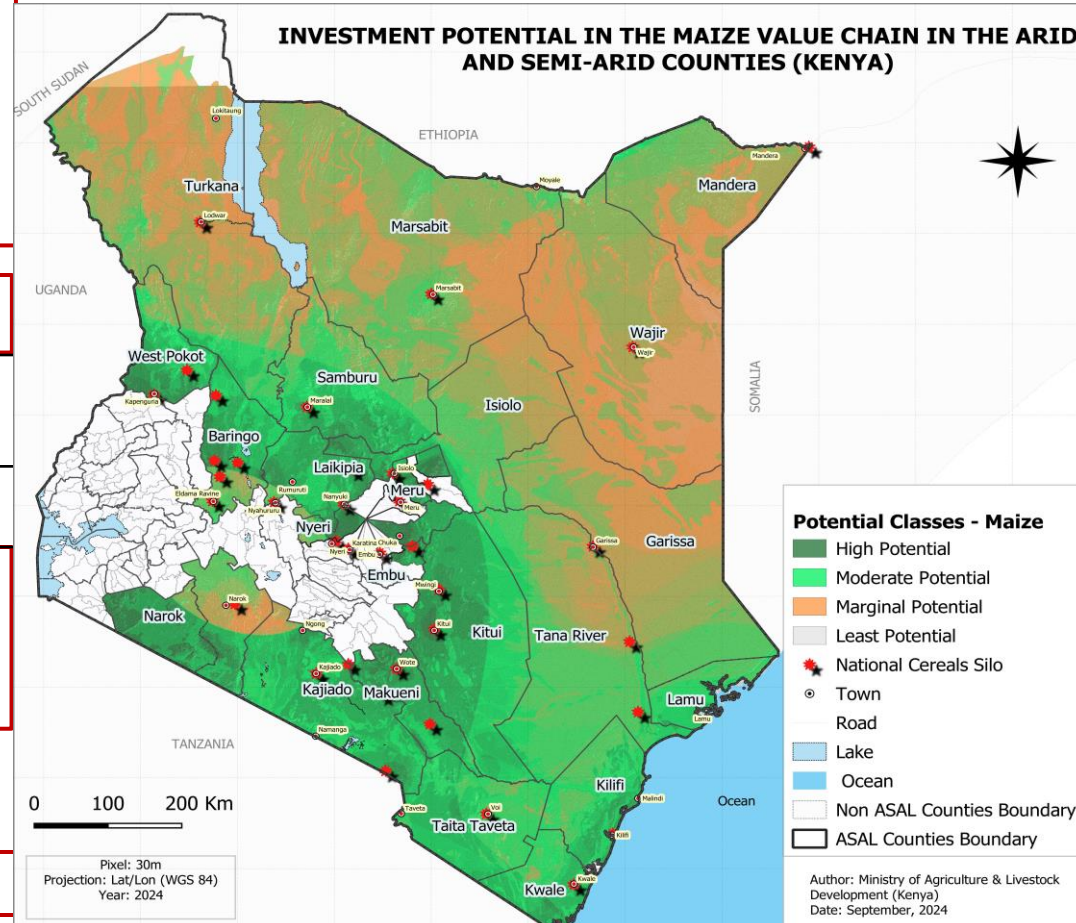 INVESTMENT POTENTIAL IN THE MAIZE VALUE CHAIN IN THE ARID
AND SEMI-ARID COUNTIES (KENYA)
SOUTH SUDAN
ETHIOPIA
UGANDA
SOMALIA
TANZANIA
Lokitaung
Turkana
Lodwar
Moyale
Mandera
Mandera
Marsabit
Marsabit
Wajir
Wajir
West Pokot
Kapenguria
Samburu
Maralal
Isiolo
Baringo
Laikipia
Isiolo
Meru
Meru
Eldama Ravine
Rumuruti
Nyahururu
Nanyuki
Nyeri
Nyeri
Karatina
Chuka
Embu
Embu
Garissa
Garissa
Mwingi
Narok
Narok
Ngong
Kitui
Kitui
Tana River
Kajiado
Kajiado
Wote
Makueni
Lamu
Lamu
Namanga
Kilifi
Malindi
Ocean
Taveta
Voi
Taita Taveta
Kilifi
Kwale
Kwale
0 100 200 Km
Pixel: 30m
Projection: Lat/Lon (WGS 84)
Year: 2024
Potential Classes - Maize
High Potential
Moderate Potential
Marginal Potential
Least Potential
National Cereals Silo
Town
Road
Lake
Ocean
Non ASAL Counties Boundary
ASAL Counties Boundary
Author: Ministry of Agriculture & Livestock
Development (Kenya)
Date: September, 2024